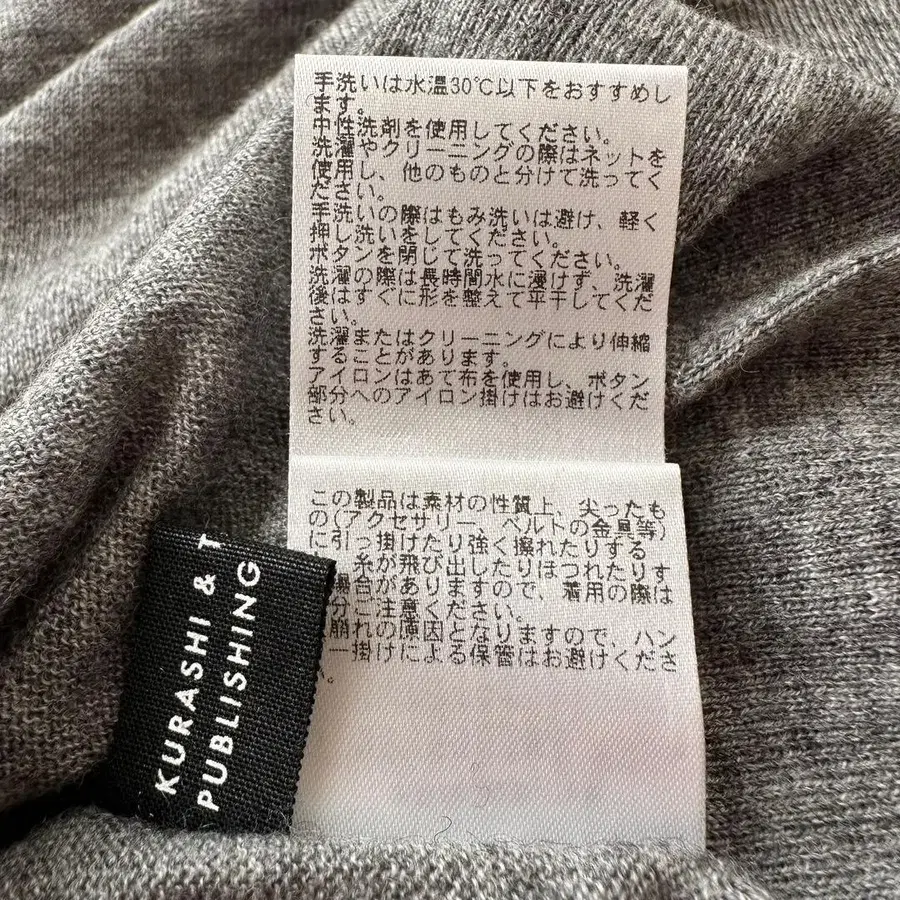 手洗いは水温30℃以下をおすすめし
ます。
中性洗剤を使用してください。
洗濯やクリーニングの際はネットを
使用し、他のものと分けて洗ってく
ださい。
手洗いの際はもみ洗いは避け、軽く
押し洗いをしてください。
ボタンを閉じて洗ってください。
洗濯の際は長時間水に浸けず、洗濯
後はすぐに形を整えて平干してくだ
さい。
洗濯またはクリーニングにより伸縮
することがあります。
アイロンはあて布を使用し、ボタン
部分へのアイロン掛けはお避けくだ
さい。
この製品は素材の性質上、尖ったも
の(アクセサリー、ベルトの金具等)
に引っ掛けたり強く擦れたりする
、糸が飛び出したりほつれたりす
場合がありますので、着用の際は
分ご注意ください。
崩れの原因となりますので、ハン
ー掛けによる保管はお避けくださ
。
KURASHI & T
PUBLISHING